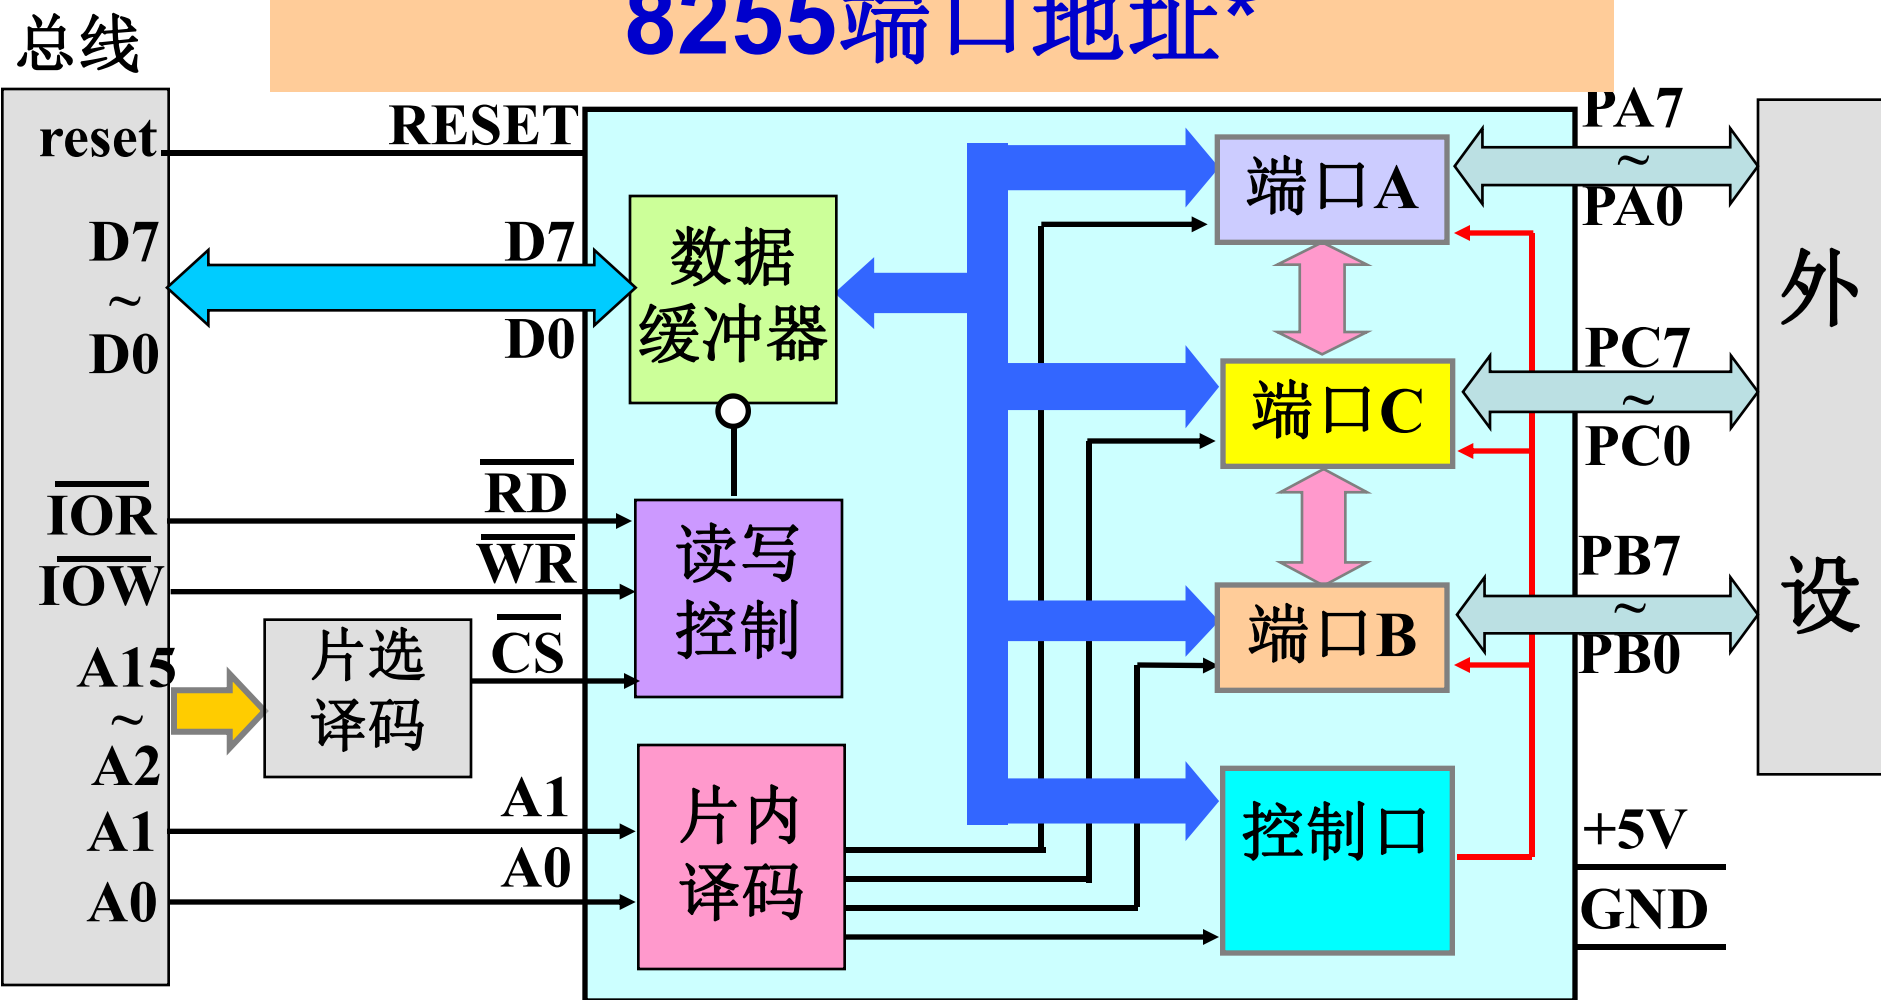 8255端口地址*
总线
reset
RESET
D7
~
D0
D7
D0
IOR
IOW
RD
WR
CS
A15
~
A2
A1
A0
片选
译码
A1
A0
数据
缓冲器
读写
控制
片内
译码
端口A
端口C
端口B
控制口
PA7
~
PA0
PC7
~
PC0
PB7
~
PB0
+5V
GND
外
设